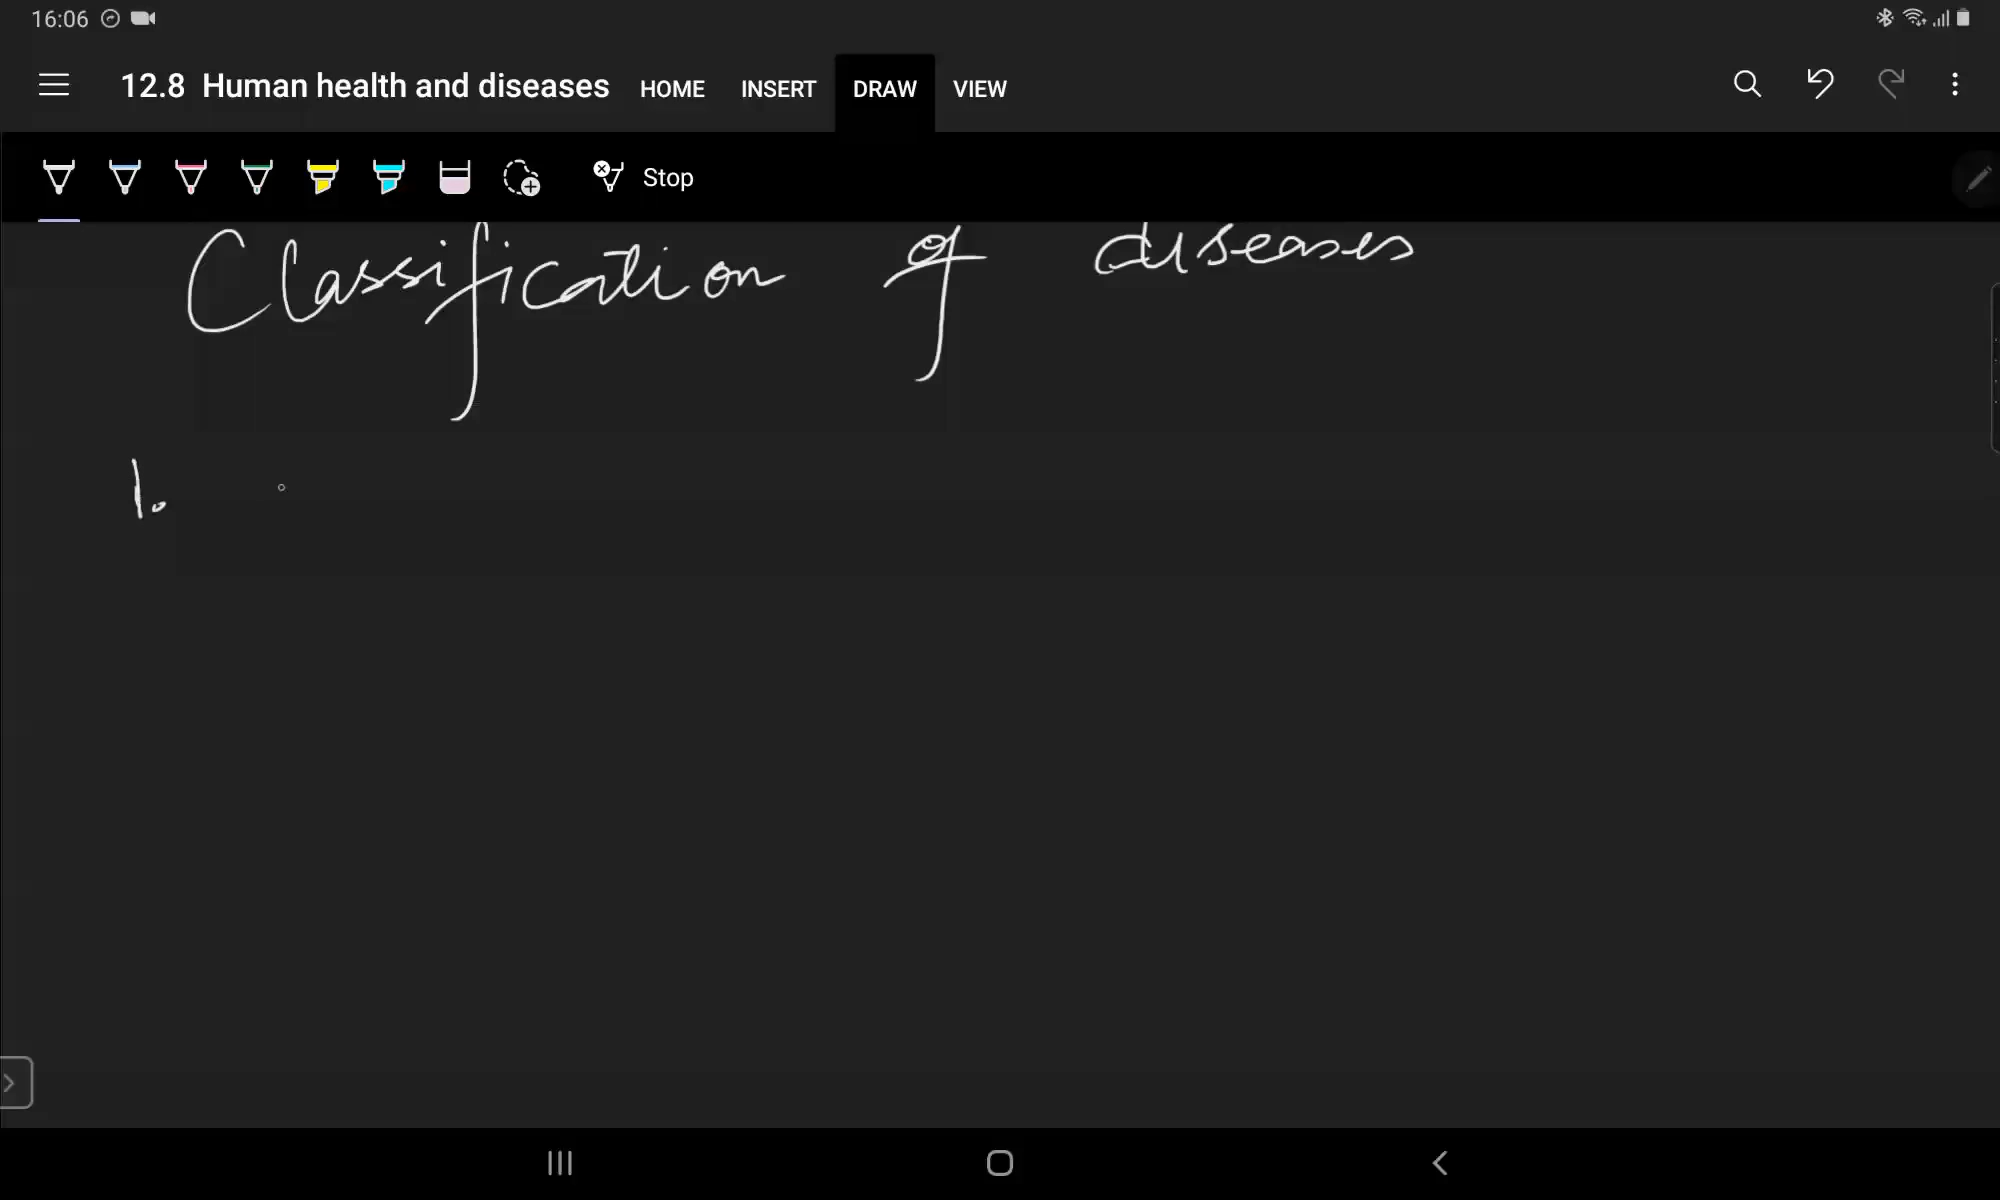 16:06
12.8 Human health and diseases HOME INSERT DRAW VIEW
Stop
Classification of diseases
1.